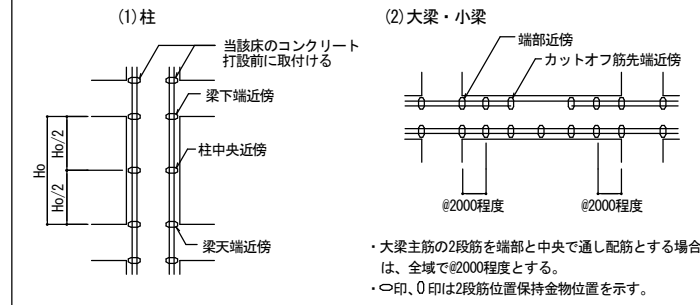 (1)柱
当該床のコンクリート
打設前に取付ける
梁下端近傍
柱中央近傍
梁天端近傍
Ho
Ho/2
Ho/2
(2)大梁・小梁
端部近傍
カットオフ筋先端近傍
@2000程度
@2000程度
・大梁主筋の2段筋を端部と中央で通し配筋とする場合
は、全域で@2000程度とする。
・○印、0印は2段筋位置保持金物位置を示す。